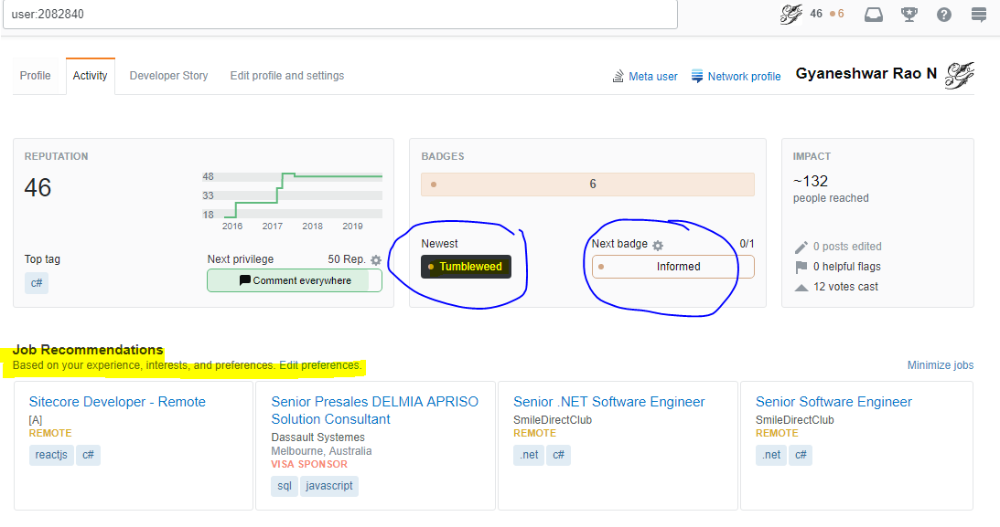 user:2082840
46 6
Profile Activity Developer Story Edit profile and settings
Meta user Network profile Gyaneshwar Rao N
REPUTATION
46
48
33
18
2016 2017 2018 2019
Top tag
c#
Next privilege 50 Rep.
Comment everywhere
BADGES
6
Newest
Tumbleweed
Next badge 0/1
Informed
IMPACT
~132
people reached
0 posts edited
0 helpful flags
12 votes cast
Job Recommendations
Based on your experience, interests, and preferences. Edit preferences.
Minimize jobs
Sitecore Developer - Remote
[A]
REMOTE
reactjs c#
Senior Presales DELMIA APRISO
Solution Consultant
Dassault Systemes
Melbourne, Australia
VISA SPONSOR
sql javascript
Senior .NET Software Engineer
SmileDirectClub
REMOTE
.net c#
Senior Software Engineer
SmileDirectClub
REMOTE
.net c#